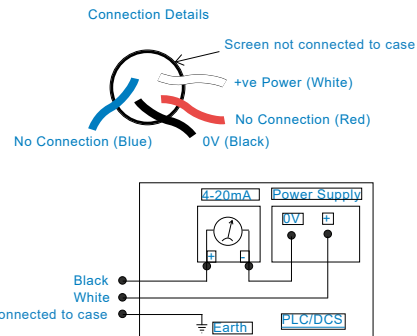 Connection Details
Screen not connected to case
+ve Power (White)
No Connection (Red)
No Connection (Blue)
0V (Black)
4-20mA
Power Supply
0V
+
+
-
Black
White
connected to case
Earth
PLC/DCS